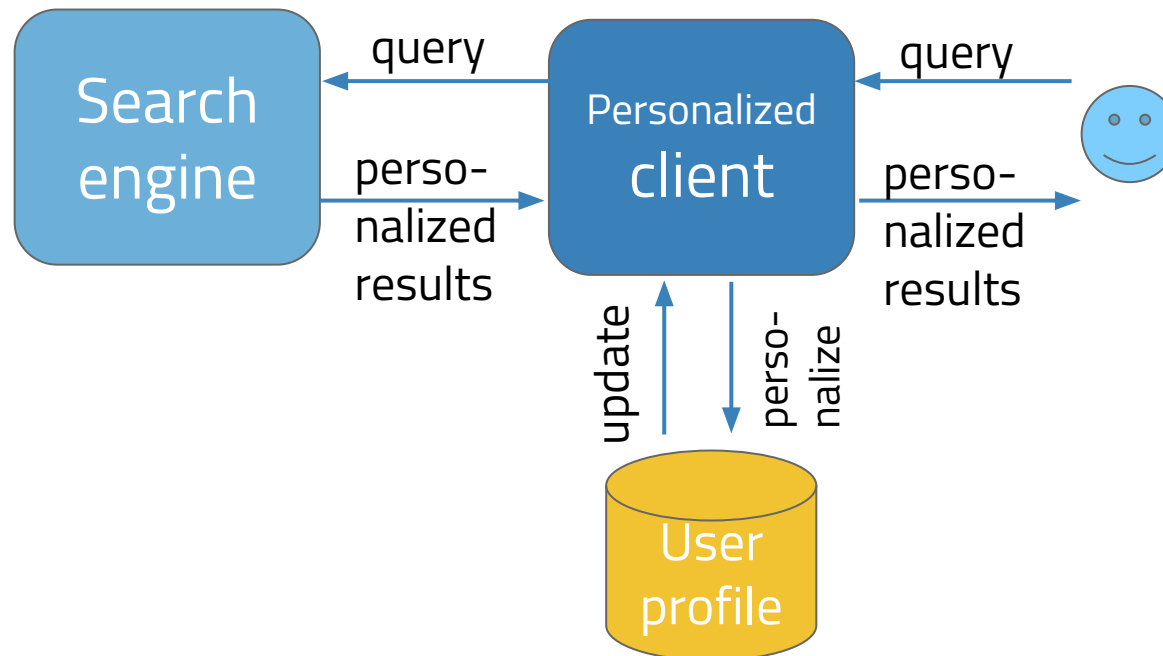 Search
engine
query
perso-
nalized
results
Personalized
client
query
perso-
nalized
results
update
perso-
nalize
User
profile